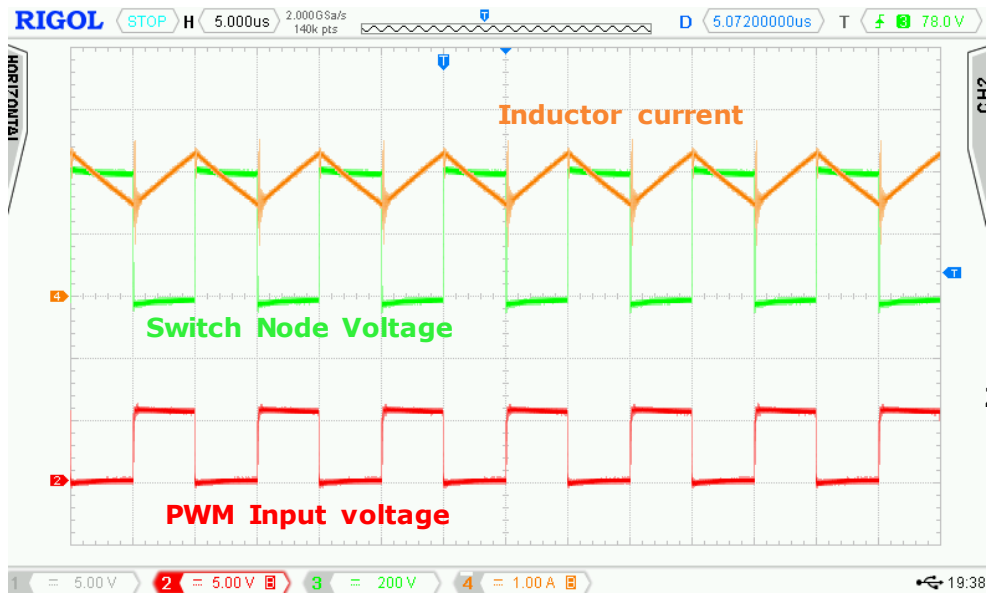 RIGOL STOP H 5.000us 2.000GSa/s 140k pts D 5.07200000us T 3 78.0 V
T
HORIZONTAL
CH2
Inductor current
T
4
Switch Node Voltage
2
PWM Input voltage
1 = 5.00 V 2 = 5.00 V B 3 = 200 V 4 = 1.00 A B 19:38